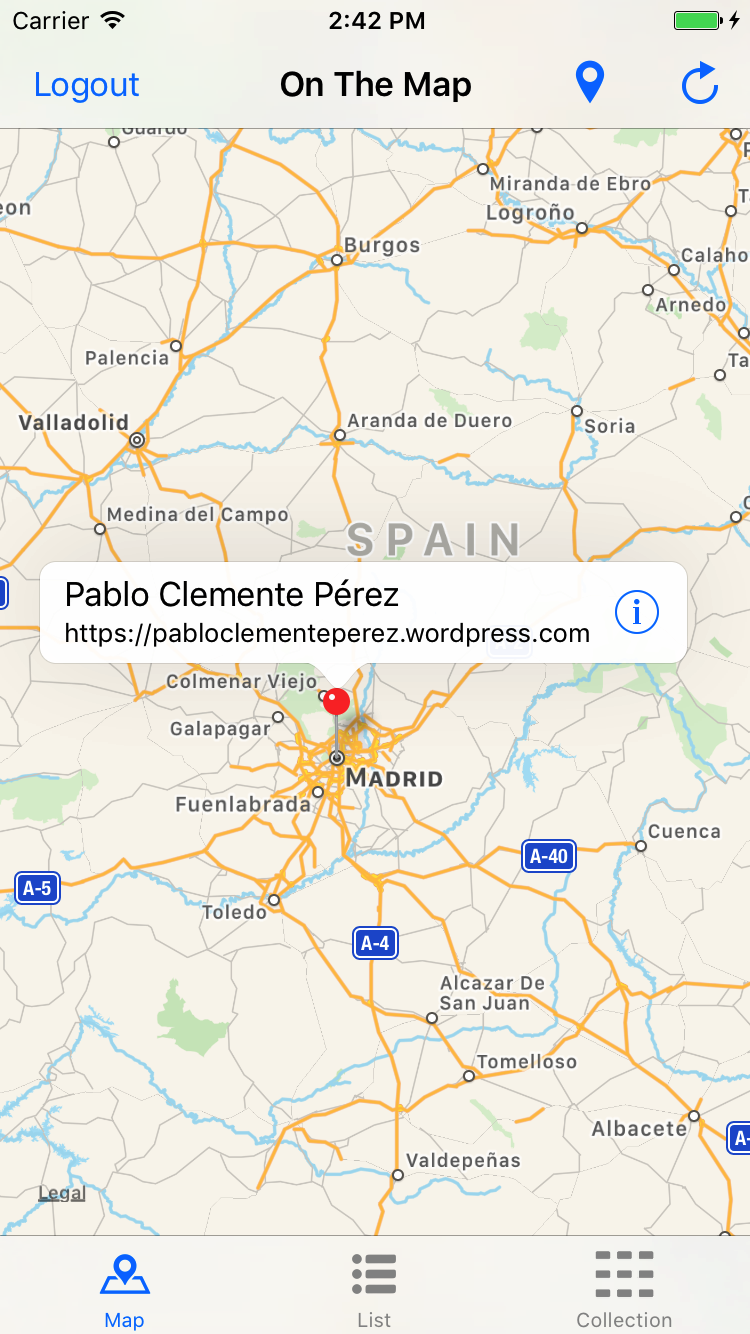 Carrier 2:42 PM
Logout On The Map
Guardo
Miranda de Ebro
Logroño
Burgos
Calaho
Arnedo
Palencia
Ta
Valladolid
Aranda de Duero
Soria
Medina del Campo
SPAIN
Pablo Clemente Pérez
https://pabloclementeperez.wordpress.com
i
Colmenar Viejo
Galapagar
MADRID
Fuenlabrada
Cuenca
A-40
A-5
Toledo
A-4
Alcazar De
San Juan
Tomelloso
Albacete
A-
Valdepeñas
Legal
Map List Collection